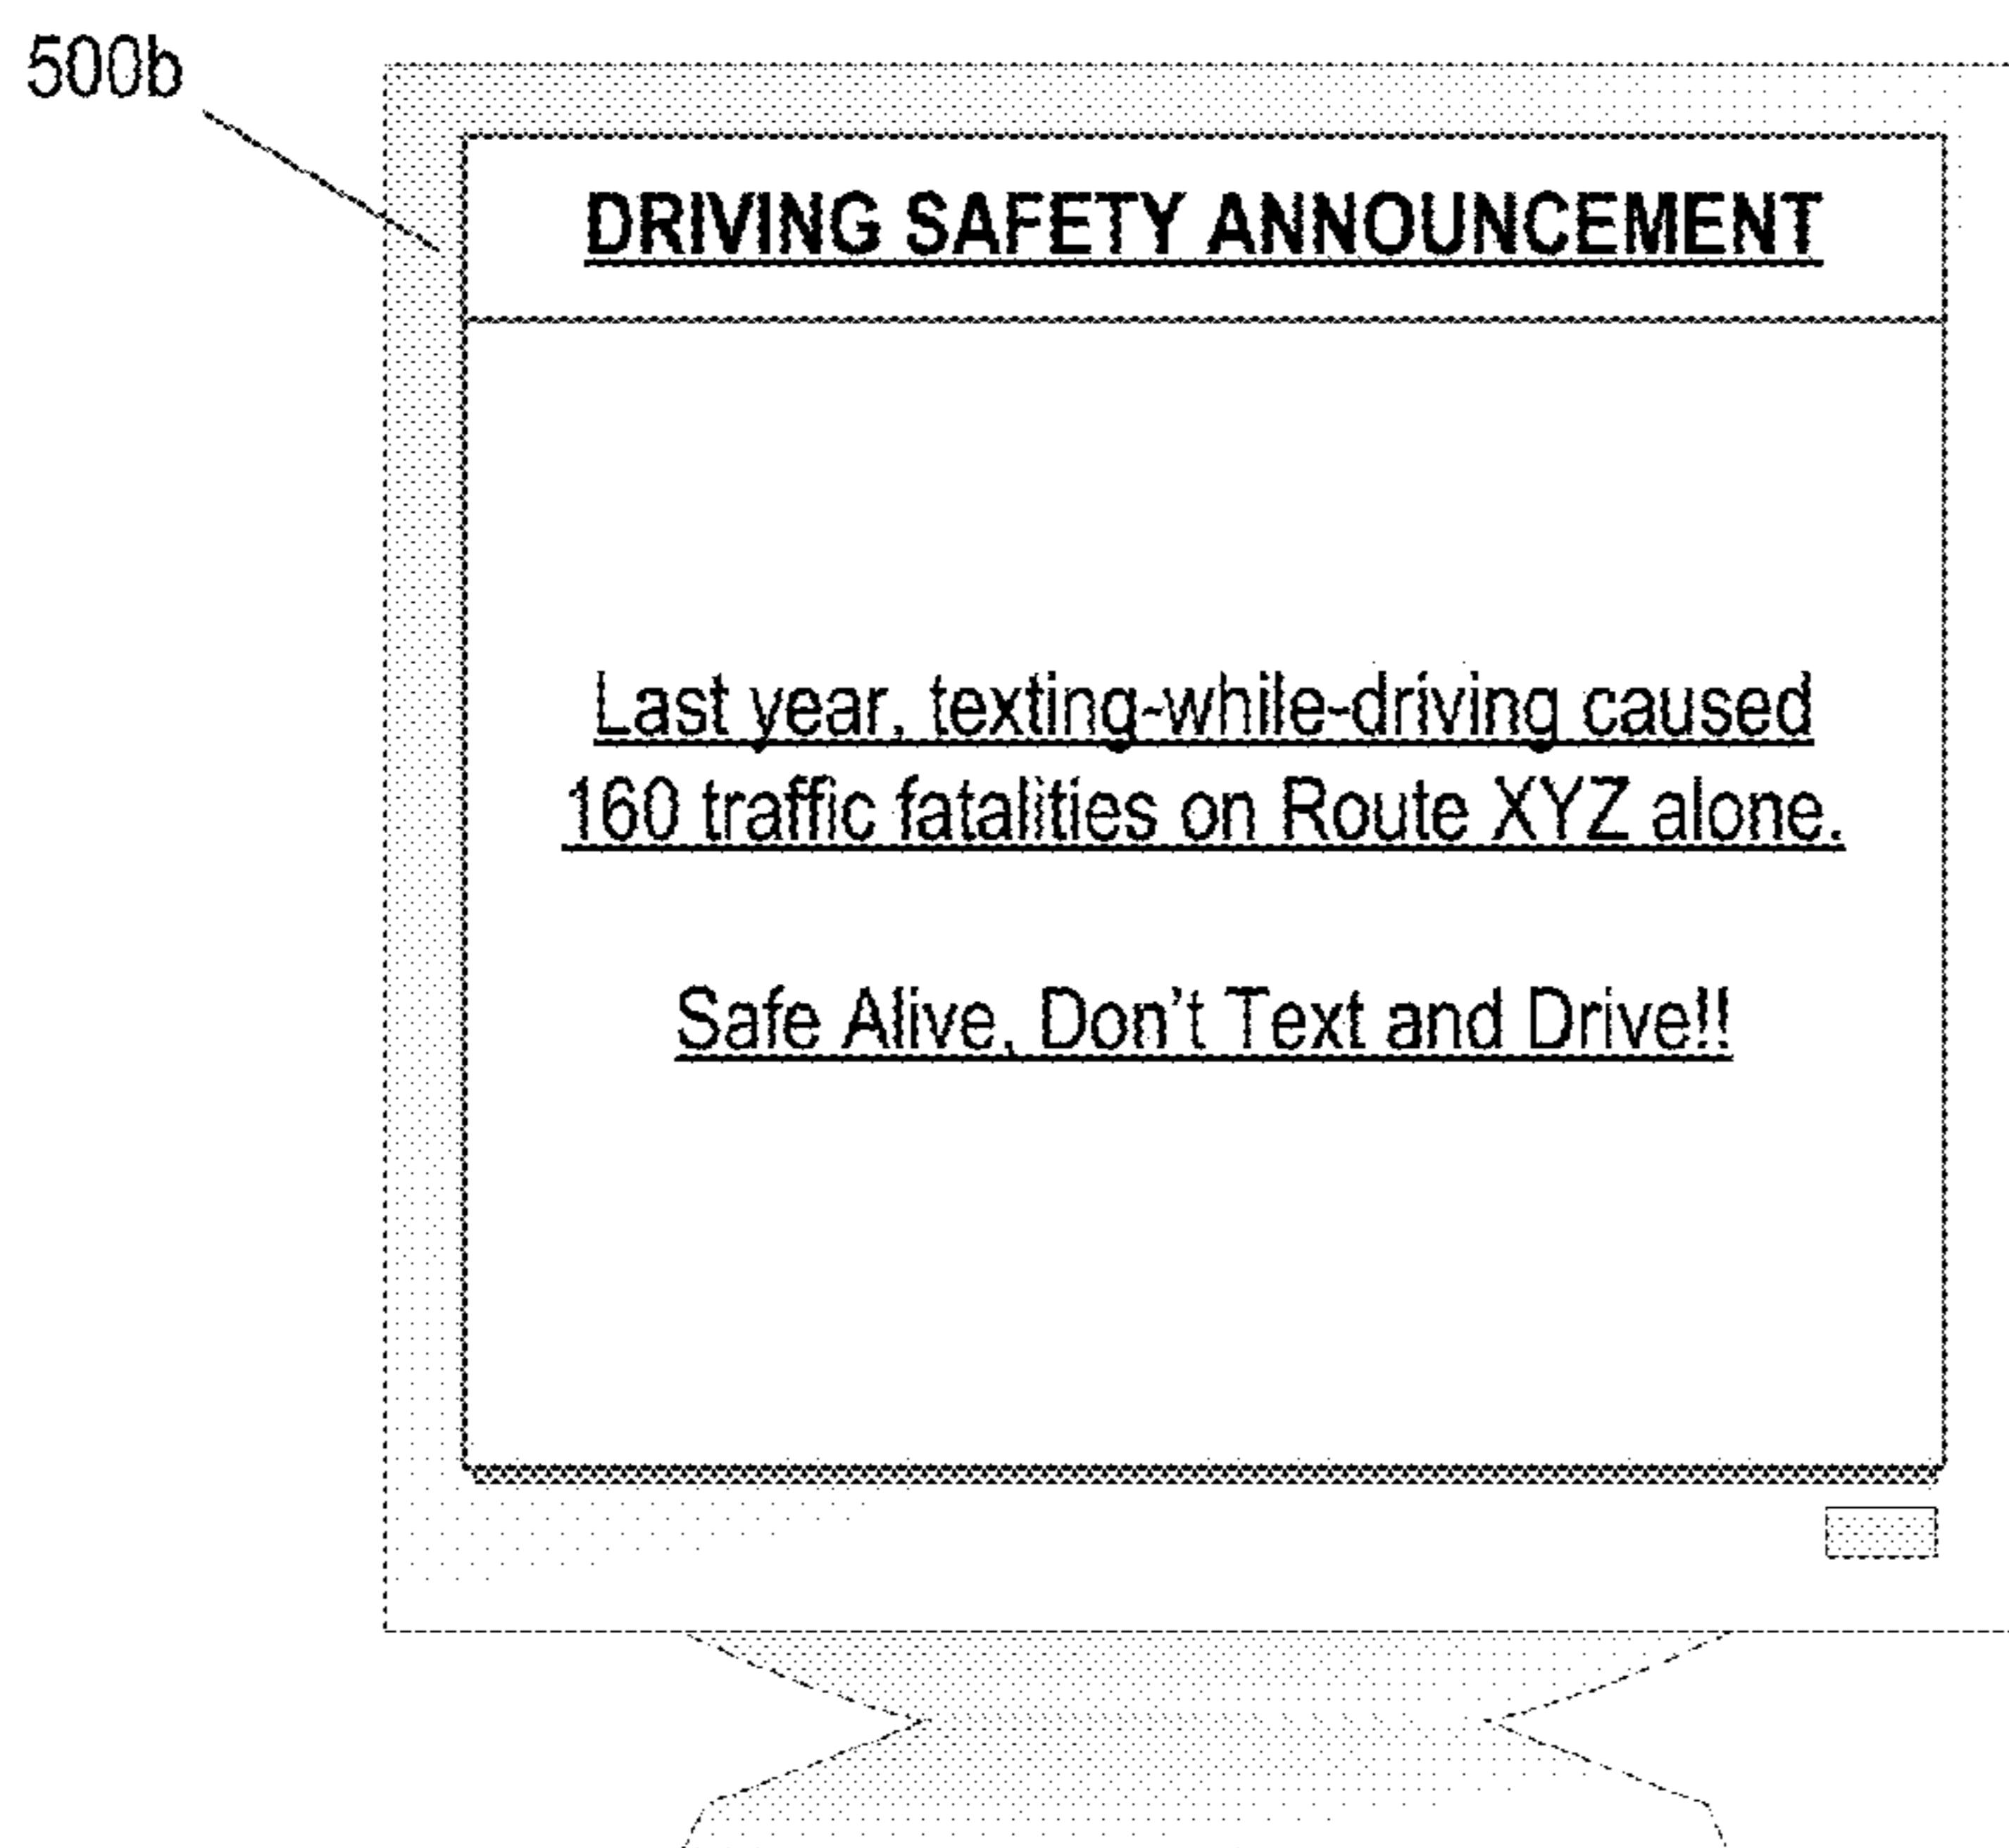 500b
DRIVING SAFETY ANNOUNCEMENT
Last year, texting-while-driving caused
160 traffic fatalities on Route XYZ alone.
Safe Alive, Don't Text and Drive!!